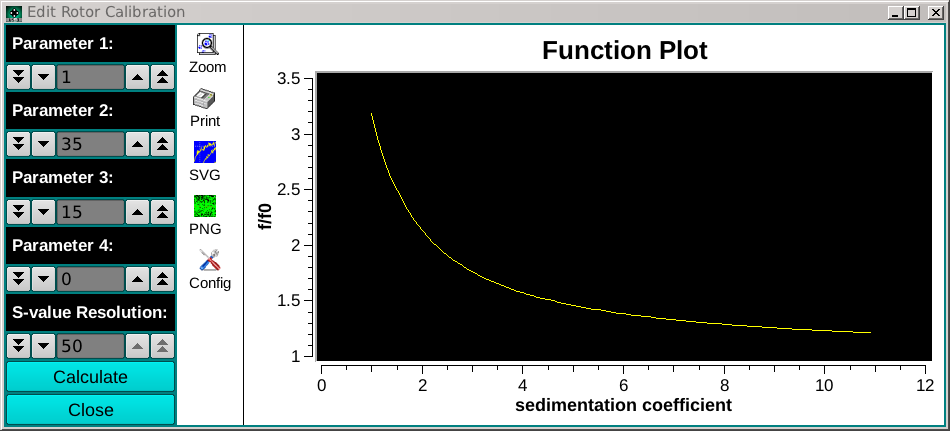 Edit Rotor Calibration
Parameter 1:
1
Parameter 2:
35
Parameter 3:
15
Parameter 4:
0
S-value Resolution:
50
Calculate
Close
Zoom
Print
SVG
PNG
Config
Function Plot
f/f0
3.5
3
2.5
2
1.5
1
0 2 4 6 8 10 12
sedimentation coefficient